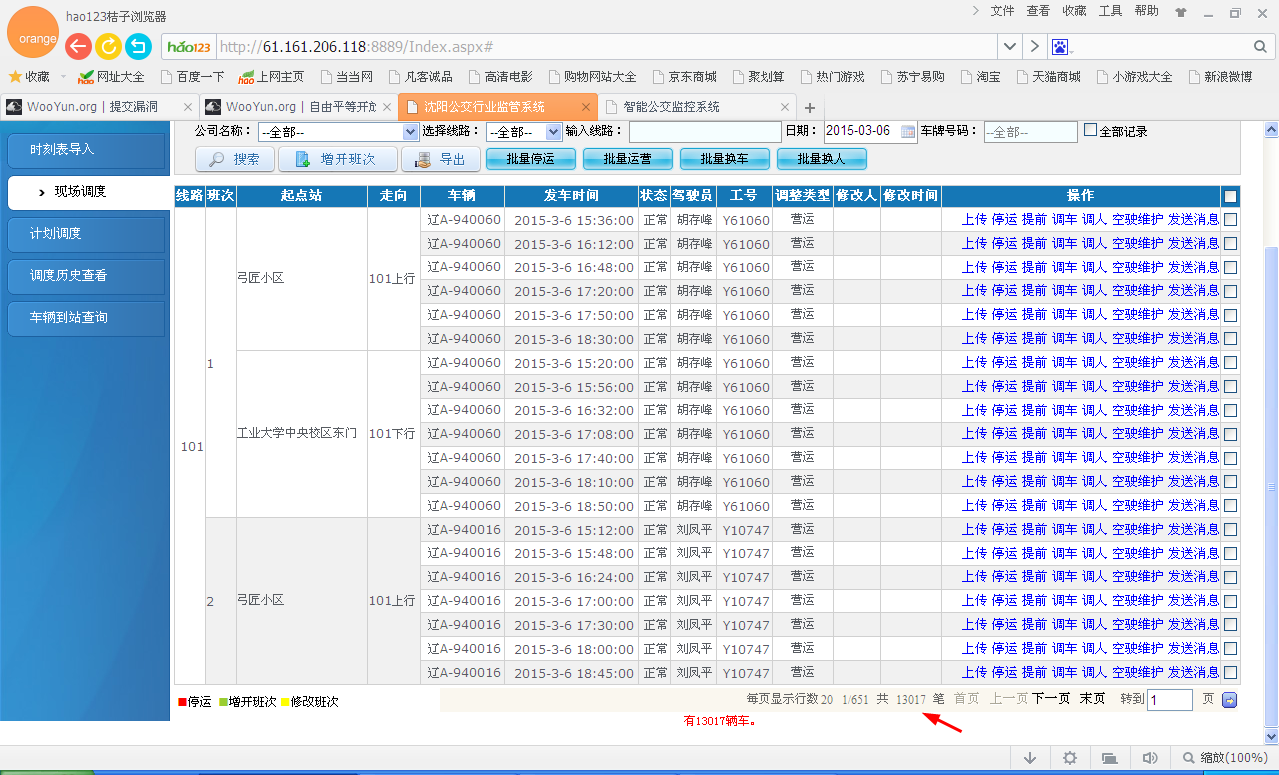 hao123桔子浏览器
文件 查看 收藏 工具 帮助
orange
hao123 http://61.161.206.118:8889/Index.aspx#
收藏 网址大全 百度一下 上网主页 当当网 凡客诚品 高清电影 购物网站大全 京东商城 聚划算 热门游戏 苏宁易购 淘宝 天猫商城 小游戏大全 新浪微博
WooYun.org | 提交漏洞 WooYun.org | 自由平等开放 沈阳公交行业监管系统 智能公交监控系统
公司名称： --全部-- 选择线路： --全部-- 输入线路： 日期： 2015-03-06 车牌号码： --全部-- 全部记录
搜索 增开班次 导出 批量停运 批量运营 批量换车 批量换人
时刻表导入
现场调度
计划调度
调度历史查看
车辆到站查询
线路 班次 起点站 走向 车辆 发车时间 状态 驾驶员 工号 调整类型 修改人 修改时间 操作
101 1 弓匠小区 101上行 辽A-940060 2015-3-6 15:36:00 正常 胡存峰 Y61060 营运 上传 停运 提前 调车 调人 空驶维护 发送消息
辽A-940060 2015-3-6 16:12:00 正常 胡存峰 Y61060 营运 上传 停运 提前 调车 调人 空驶维护 发送消息
辽A-940060 2015-3-6 16:48:00 正常 胡存峰 Y61060 营运 上传 停运 提前 调车 调人 空驶维护 发送消息
辽A-940060 2015-3-6 17:20:00 正常 胡存峰 Y61060 营运 上传 停运 提前 调车 调人 空驶维护 发送消息
辽A-940060 2015-3-6 17:50:00 正常 胡存峰 Y61060 营运 上传 停运 提前 调车 调人 空驶维护 发送消息
辽A-940060 2015-3-6 18:30:00 正常 胡存峰 Y61060 营运 上传 停运 提前 调车 调人 空驶维护 发送消息
工业大学中央校区东门 101下行 辽A-940060 2015-3-6 15:20:00 正常 胡存峰 Y61060 营运 上传 停运 提前 调车 调人 空驶维护 发送消息
辽A-940060 2015-3-6 15:56:00 正常 胡存峰 Y61060 营运 上传 停运 提前 调车 调人 空驶维护 发送消息
辽A-940060 2015-3-6 16:32:00 正常 胡存峰 Y61060 营运 上传 停运 提前 调车 调人 空驶维护 发送消息
辽A-940060 2015-3-6 17:08:00 正常 胡存峰 Y61060 营运 上传 停运 提前 调车 调人 空驶维护 发送消息
辽A-940060 2015-3-6 17:40:00 正常 胡存峰 Y61060 营运 上传 停运 提前 调车 调人 空驶维护 发送消息
辽A-940060 2015-3-6 18:10:00 正常 胡存峰 Y61060 营运 上传 停运 提前 调车 调人 空驶维护 发送消息
辽A-940060 2015-3-6 18:50:00 正常 胡存峰 Y61060 营运 上传 停运 提前 调车 调人 空驶维护 发送消息
2 弓匠小区 101上行 辽A-940016 2015-3-6 15:12:00 正常 刘凤平 Y10747 营运 上传 停运 提前 调车 调人 空驶维护 发送消息
辽A-940016 2015-3-6 15:48:00 正常 刘凤平 Y10747 营运 上传 停运 提前 调车 调人 空驶维护 发送消息
辽A-940016 2015-3-6 16:24:00 正常 刘凤平 Y10747 营运 上传 停运 提前 调车 调人 空驶维护 发送消息
辽A-940016 2015-3-6 17:00:00 正常 刘凤平 Y10747 营运 上传 停运 提前 调车 调人 空驶维护 发送消息
辽A-940016 2015-3-6 17:30:00 正常 刘凤平 Y10747 营运 上传 停运 提前 调车 调人 空驶维护 发送消息
辽A-940016 2015-3-6 18:00:00 正常 刘凤平 Y10747 营运 上传 停运 提前 调车 调人 空驶维护 发送消息
辽A-940016 2015-3-6 18:45:00 正常 刘凤平 Y10747 营运 上传 停运 提前 调车 调人 空驶维护 发送消息
停运 增开班次 修改班次 每页显示行数 20 1/651 共 13017 笔 首页 上一页 下一页 末页 转到 1 页
有13017辆车。
缩放(100%)